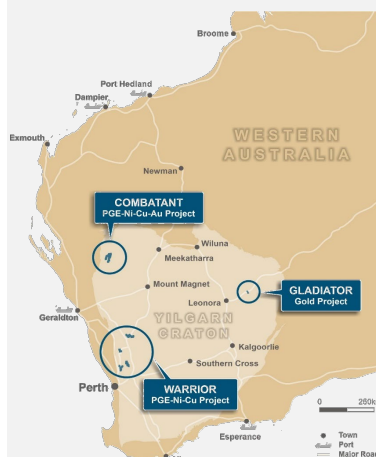 Broome
Port Hedland
Dampier
Exmouth
WESTERN
AUSTRALIA
Newman
COMBATANT
PGE-Ni-Cu-Au Project
Wiluna
Meekatharra
GLADIATOR
Gold Project
Mount Magnet
Leonora
Geraldton
YILGARN
CRATON
Kalgoorlie
Southern Cross
Perth
WARRIOR
PGE-Ni-Cu Project
0
Esperance
Town
Port
Major Roa